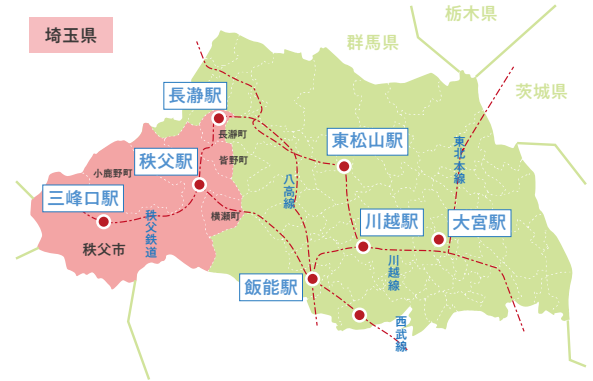 栃木県
埼玉県
群馬県
茨城県
長瀞駅
長瀞町
東松山駅
東北本線
秩父駅
皆野町
小鹿野町
八高線
三峰口駅
秩父鉄道
横瀬町
川越駅
大宮駅
秩父市
川越線
飯能駅
西武線